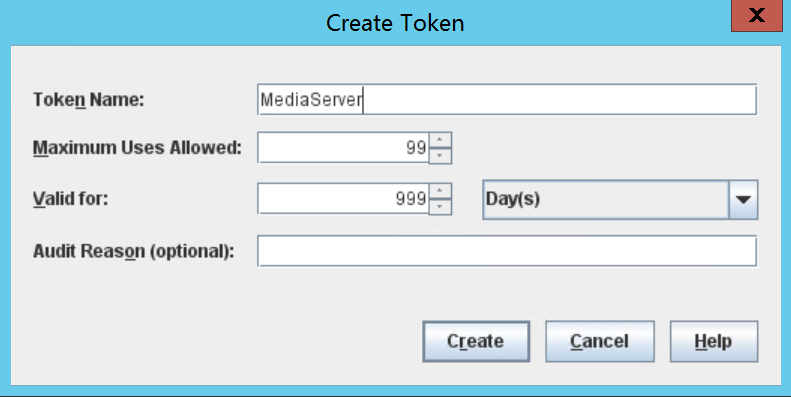 Create Token
X
Token Name: MediaServer
Maximum Uses Allowed: 99
Valid for: 999 Day(s)
Audit Reason (optional):
Create Cancel Help